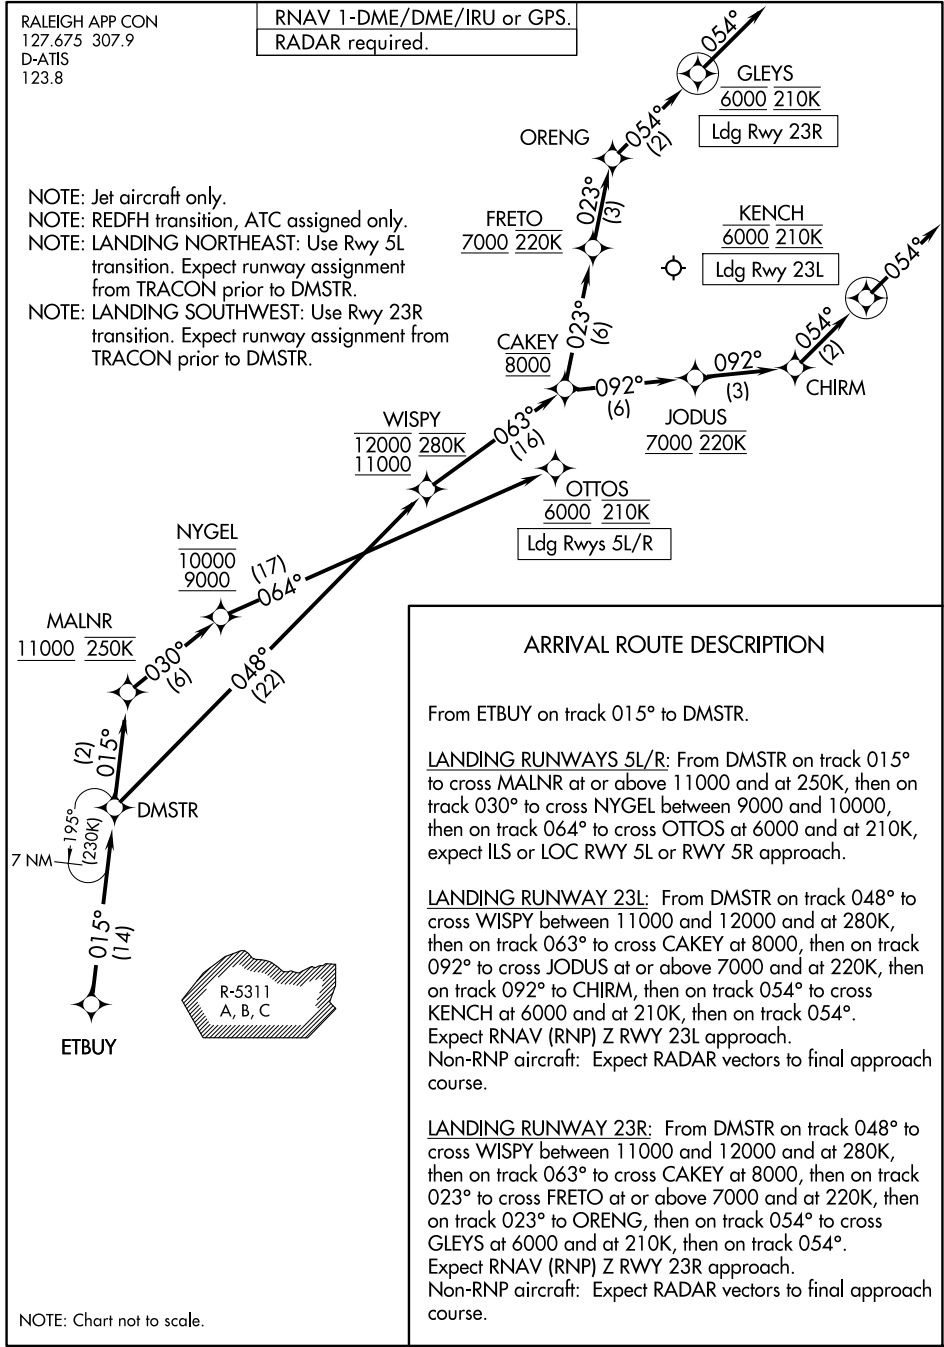 RALEIGH APP CON
127.675 307.9
D-ATIS
123.8
RNAV 1-DME/DME/IRU or GPS.
RADAR required.
054°
GLEYS
6000 210K
Ldg Rwy 23R
054°
(2)
ORENG
NOTE: Jet aircraft only.
NOTE: REDFH transition, ATC assigned only.
NOTE: LANDING NORTHEAST: Use Rwy 5L
transition. Expect runway assignment
from TRACON prior to DMSTR.
NOTE: LANDING SOUTHWEST: Use Rwy 23R
transition. Expect runway assignment from
TRACON prior to DMSTR.
023°
(3)
FRETO
7000 220K
KENCH
6000 210K
Ldg Rwy 23L
054°
023°
(6)
CAKEY
8000
054°
(2)
092°
(6)
092°
(3)
CHIRM
JODUS
7000 220K
WISPY
12000 280K
11000
063°
(16)
OTTOS
6000 210K
Ldg Rwys 5L/R
NYGEL
10000
9000
(17)
064°
MALNR
11000 250K
030°
(6)
048°
(22)
(2)
015°
DMSTR
195°
(230K)
7 NM
015°
(14)
ETBUY
R-5311
A, B, C
ARRIVAL ROUTE DESCRIPTION
From ETBUY on track 015° to DMSTR.
LANDING RUNWAYS 5L/R: From DMSTR on track 015°
to cross MALNR at or above 11000 and at 250K, then on
track 030° to cross NYGEL between 9000 and 10000,
then on track 064° to cross OTTOS at 6000 and at 210K,
expect ILS or LOC RWY 5L or RWY 5R approach.
LANDING RUNWAY 23L: From DMSTR on track 048° to
cross WISPY between 11000 and 12000 and at 280K,
then on track 063° to cross CAKEY at 8000, then on track
092° to cross JODUS at or above 7000 and at 220K, then
on track 092° to CHIRM, then on track 054° to cross
KENCH at 6000 and at 210K, then on track 054°.
Expect RNAV (RNP) Z RWY 23L approach.
Non-RNP aircraft: Expect RADAR vectors to final approach
course.
LANDING RUNWAY 23R: From DMSTR on track 048° to
cross WISPY between 11000 and 12000 and at 280K,
then on track 063° to cross CAKEY at 8000, then on track
023° to cross FRETO at or above 7000 and at 220K, then
on track 023° to ORENG, then on track 054° to cross
GLEYS at 6000 and at 210K, then on track 054°.
Expect RNAV (RNP) Z RWY 23R approach.
Non-RNP aircraft: Expect RADAR vectors to final approach
course.
NOTE: Chart not to scale.